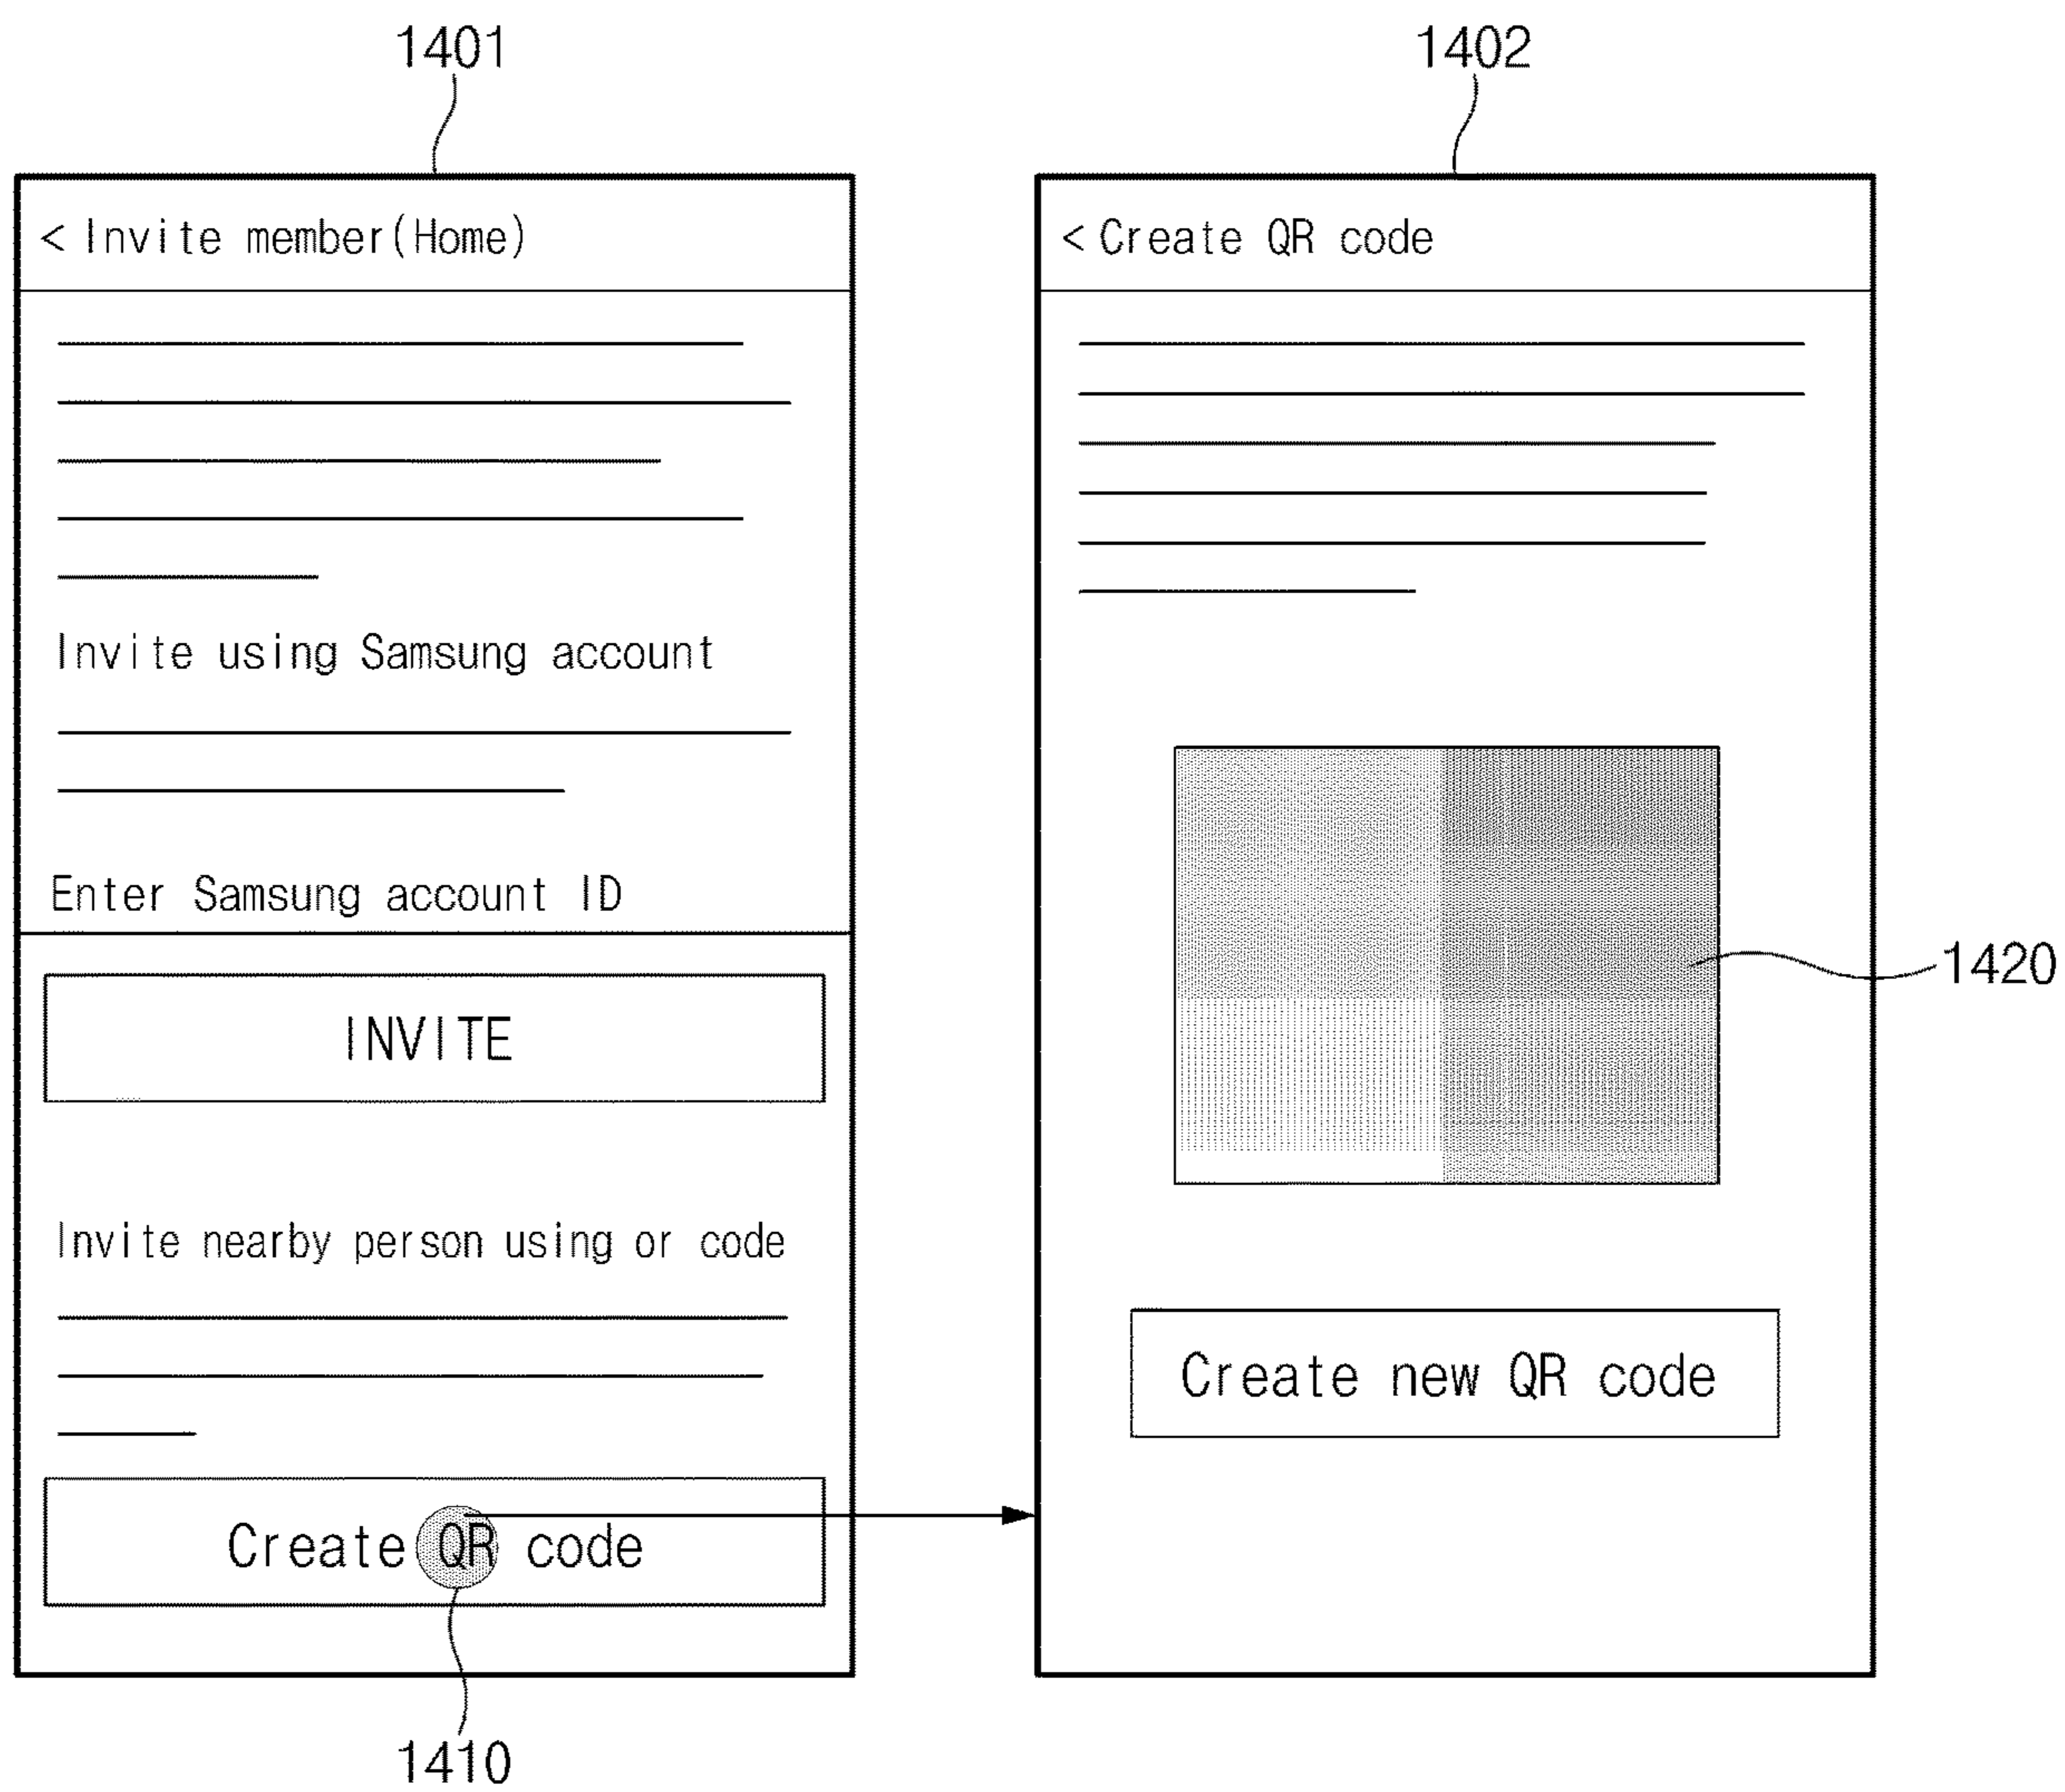 1401
1402
< Invite member(Home)
Invite using Samsung account
Enter Samsung account ID
INVITE
Invite nearby person using or code
Create QR code
1410
< Create QR code
1420
Create new QR code